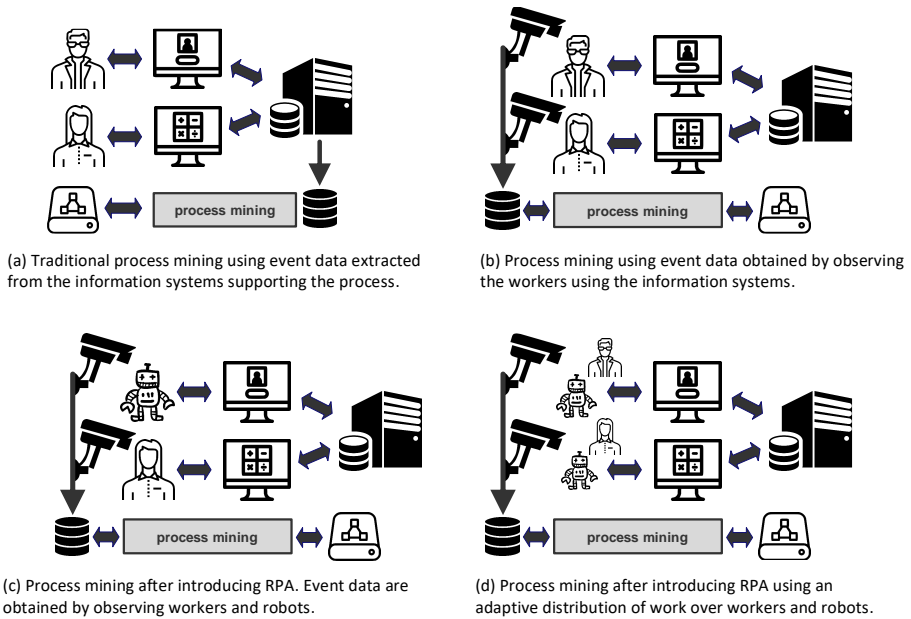 process mining
(a) Traditional process mining using event data extracted
from the information systems supporting the process.
process mining
(b) Process mining using event data obtained by observing
the workers using the information systems.
process mining
(c) Process mining after introducing RPA. Event data are
obtained by observing workers and robots.
process mining
(d) Process mining after introducing RPA using an
adaptive distribution of work over workers and robots.